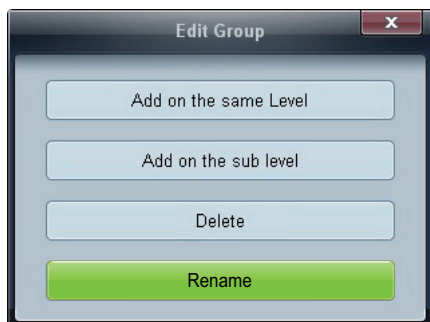 Edit Group
x
Add on the same Level
Add on the sub level
Delete
Rename